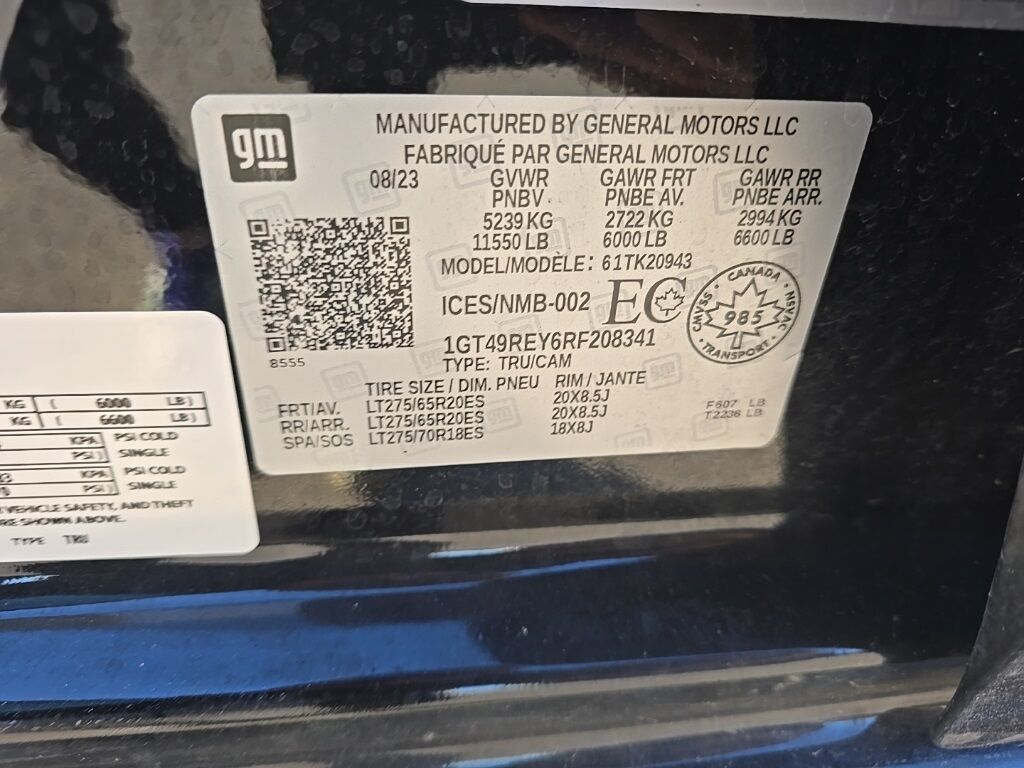 gm
MANUFACTURED BY GENERAL MOTORS LLC
FABRIQUÉ PAR GENERAL MOTORS LLC
08/23 GVWR GAWR FRT GAWR RR
PNBV PNBE AV. PNBE ARR.
5239 KG 2722 KG 2994 KG
11550 LB 6000 LB 6600 LB
MODEL/MODÈLE: 61TK20943
ICES/NMB-002 EC
CANADA
CMVSS 985 NSVAC
TRANSPORT
1GT49REY6RF208341
8555
TYPE: TRU/CAM
TIRE SIZE / DIM. PNEU RIM / JANTE
FRT/AV. LT275/65R20ES 20X8.5J
RR/ARR. LT275/65R20ES 20X8.5J
SPA/SOS LT275/70R18ES 18X8J
F607 LB
T2236 LB
KG ( 6000 LB)
KG ( 6600 LB)
KPA PSI COLD
PSI) SINGLE
KPA PSI COLD
PSI) SINGLE
VEHICLE SAFETY, AND THEFT
SHOWN ABOVE.
TYPE TRU